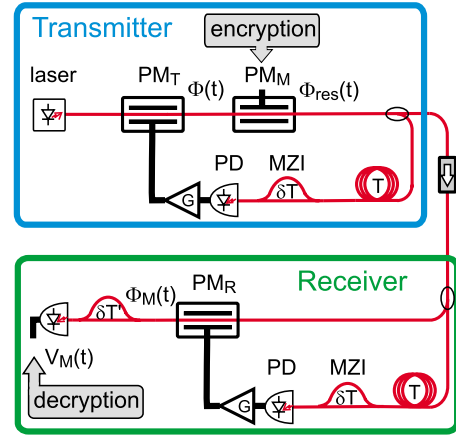 Transmitter
encryption
laser
PM_T
Φ(t)
PM_M
Φ_res(t)
PD
MZI
G
δT
T
Receiver
Φ_M(t)
PM_R
δT'
V_M(t)
PD
MZI
G
δT
T
decryption